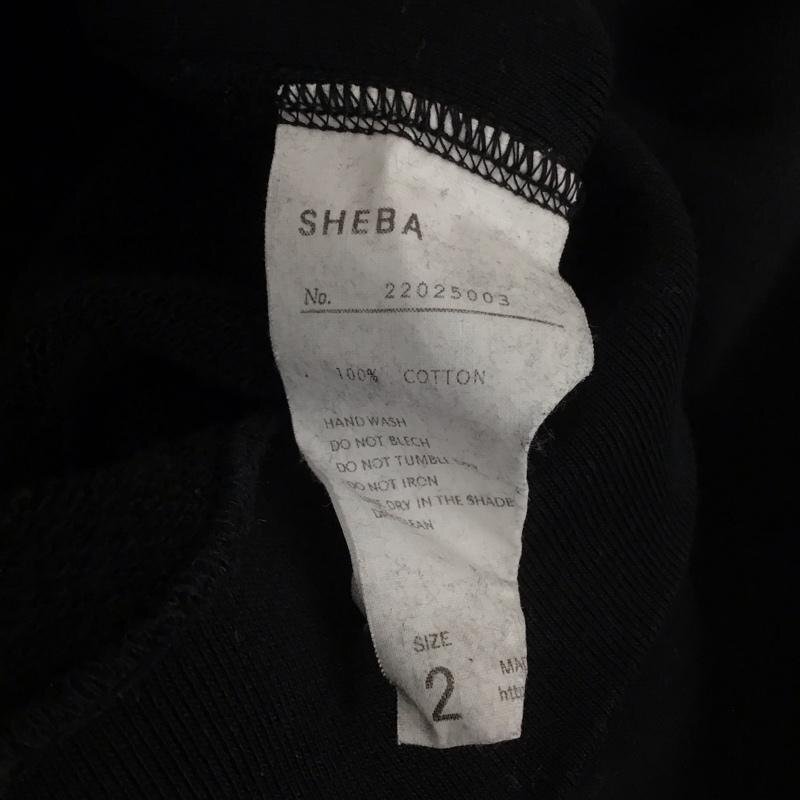 SHEBA
No. 22025003
100% COTTON
HAND WASH
DO NOT BLECH
DO NOT TUMBLE
DO NOT IRON
DRY IN THE SHADE
SIZE
2